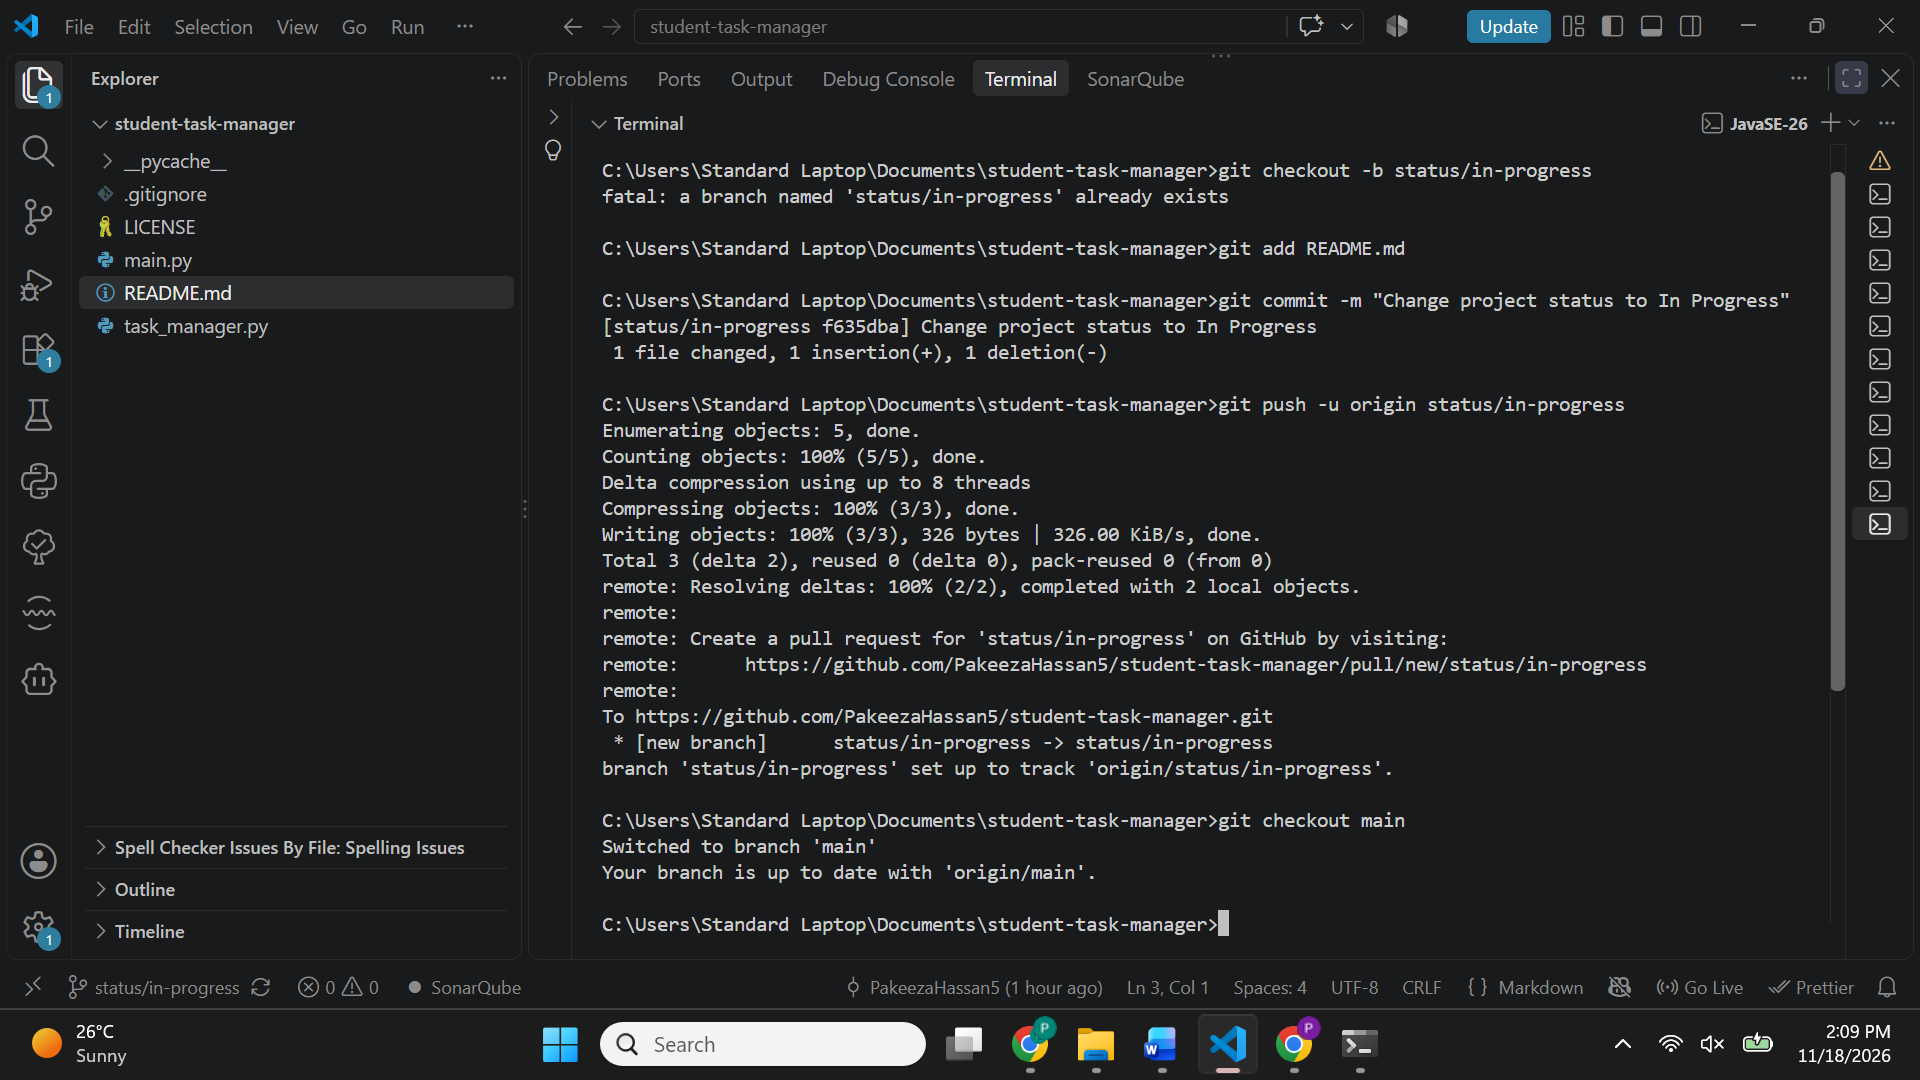 File Edit Selection View Go Run ··· student-task-manager Update
Explorer
Problems Ports Output Debug Console Terminal SonarQube
student-task-manager
Terminal
JavaSE-26
__pycache__
.gitignore
LICENSE
main.py
README.md
task_manager.py
C:\Users\Standard Laptop\Documents\student-task-manager>git checkout -b status/in-progress
fatal: a branch named 'status/in-progress' already exists
C:\Users\Standard Laptop\Documents\student-task-manager>git add README.md
C:\Users\Standard Laptop\Documents\student-task-manager>git commit -m "Change project status to In Progress"
[status/in-progress f635dba] Change project status to In Progress
1 file changed, 1 insertion(+), 1 deletion(-)
C:\Users\Standard Laptop\Documents\student-task-manager>git push -u origin status/in-progress
Enumerating objects: 5, done.
Counting objects: 100% (5/5), done.
Delta compression using up to 8 threads
Compressing objects: 100% (3/3), done.
Writing objects: 100% (3/3), 326 bytes | 326.00 KiB/s, done.
Total 3 (delta 2), reused 0 (delta 0), pack-reused 0 (from 0)
remote: Resolving deltas: 100% (2/2), completed with 2 local objects.
remote:
remote: Create a pull request for 'status/in-progress' on GitHub by visiting:
remote:      https://github.com/PakeezaHassan5/student-task-manager/pull/new/status/in-progress
remote:
To https://github.com/PakeezaHassan5/student-task-manager.git
* [new branch]      status/in-progress -> status/in-progress
branch 'status/in-progress' set up to track 'origin/status/in-progress'.
C:\Users\Standard Laptop\Documents\student-task-manager>git checkout main
Switched to branch 'main'
Your branch is up to date with 'origin/main'.
C:\Users\Standard Laptop\Documents\student-task-manager>
Spell Checker Issues By File: Spelling Issues
Outline
Timeline
1
1
1
status/in-progress 0 0 SonarQube PakeezaHassan5 (1 hour ago) Ln 3, Col 1 Spaces: 4 UTF-8 CRLF { } Markdown Go Live Prettier
26°C
Sunny
Search
P
W
P
2:09 PM
11/18/2026